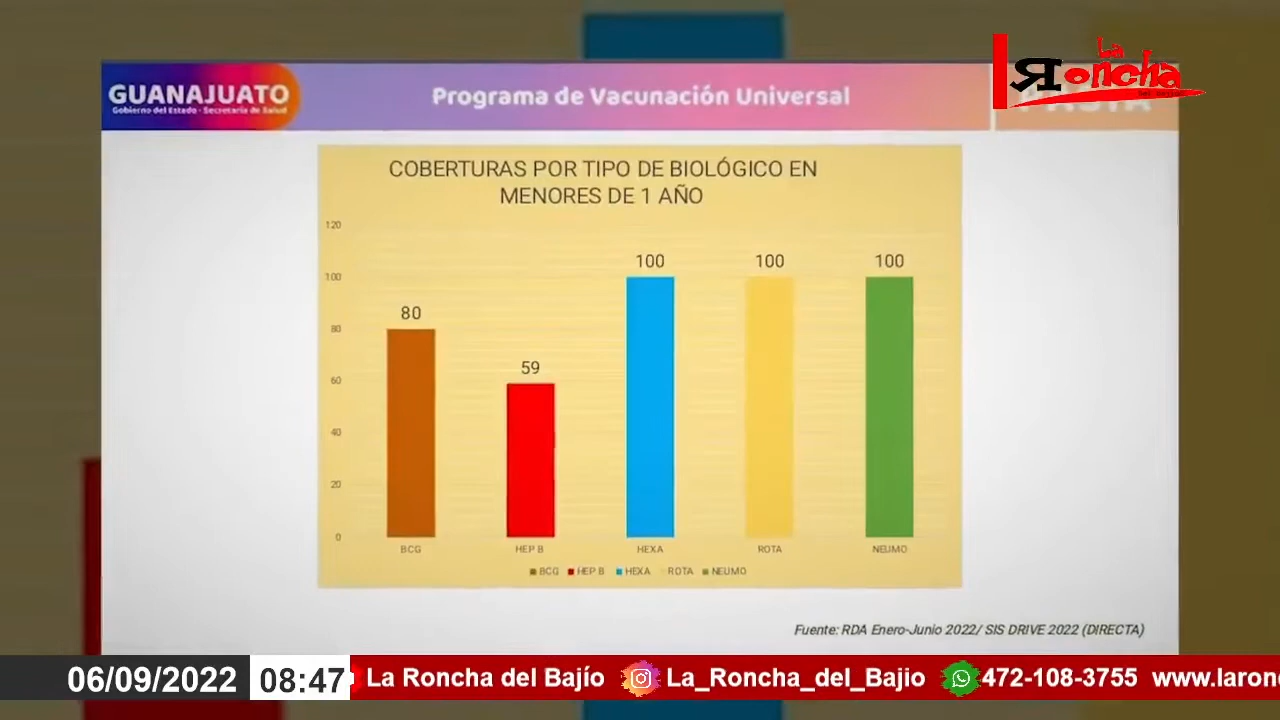 GUANAJUATO
Gobierno del Estado · Secretaría de Salud
Programa de Vacunación Universal
La
Roncha
COBERTURAS POR TIPO DE BIOLÓGICO EN
MENORES DE 1 AÑO
120
100
80
60
40
20
0
80
59
100
100
100
BCG
HEP B
HEXA
ROTA
NEUMO
BCG HEP B HEXA ROTA NEUMO
Fuente: RDA Enero-Junio 2022/ SIS DRIVE 2022 (DIRECTA)
06/09/2022 08:47 La Roncha del Bajío La_Roncha_del_Bajio 472-108-3755 www.laron